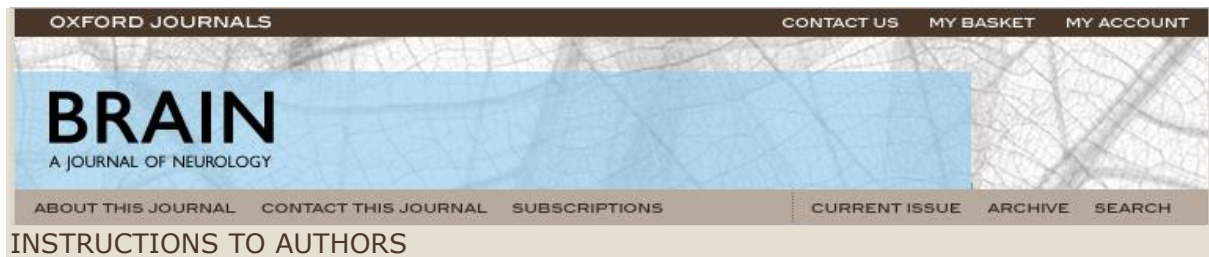 OXFORD JOURNALS CONTACT US MY BASKET MY ACCOUNT
BRAIN
A JOURNAL OF NEUROLOGY
ABOUT THIS JOURNAL CONTACT THIS JOURNAL SUBSCRIPTIONS CURRENT ISSUE ARCHIVE SEARCH
INSTRUCTIONS TO AUTHORS